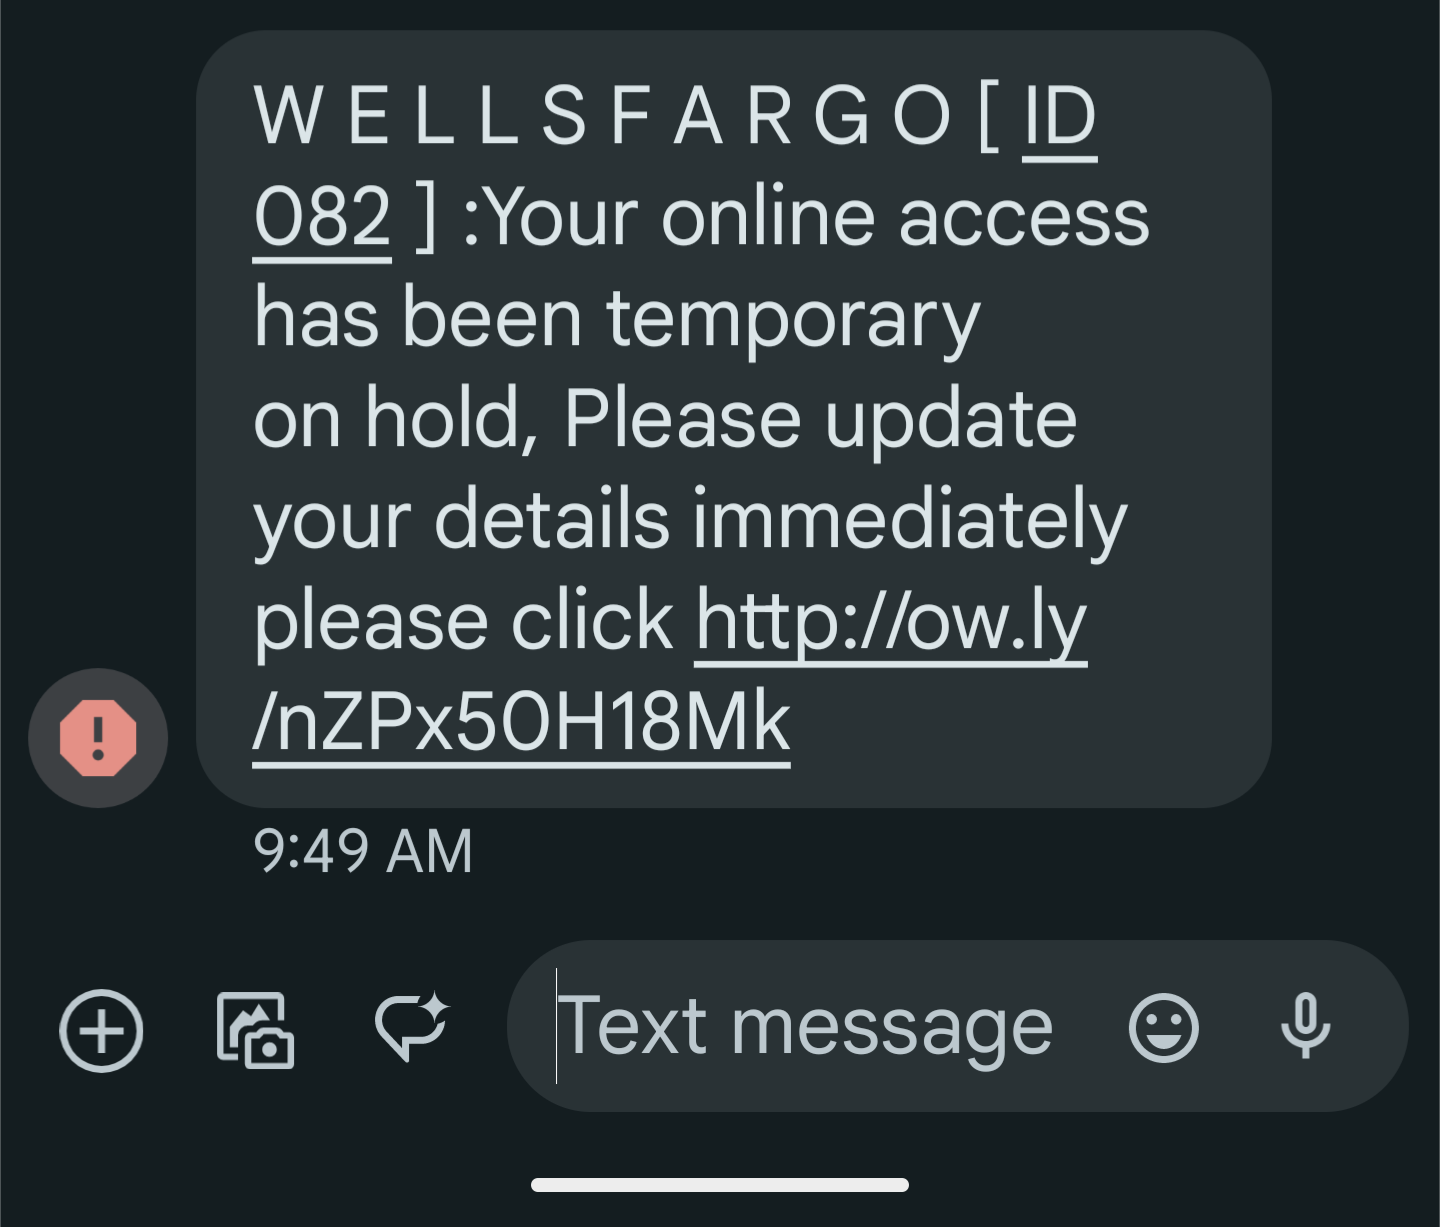 W E L L S F A R G O [ ID
082 ] :Your online access
has been temporary
on hold, Please update
your details immediately
please click http://ow.ly
/nZPx50H18Mk
9:49 AM
Text message